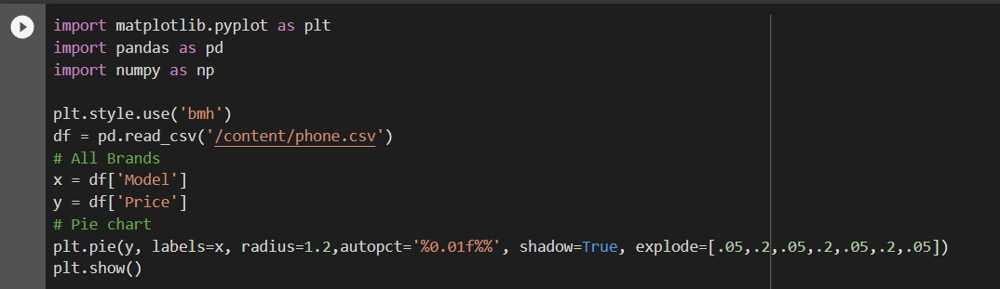 import matplotlib.pyplot as plt
import pandas as pd
import numpy as np
plt.style.use('bmh')
df = pd.read_csv('/content/phone.csv')
# All Brands
x = df['Model']
y = df['Price']
# Pie chart
plt.pie(y, labels=x, radius=1.2,autopct='%0.01f%%', shadow=True, explode=[.05,.2,.05,.2,.05,.2,.05])
plt.show()